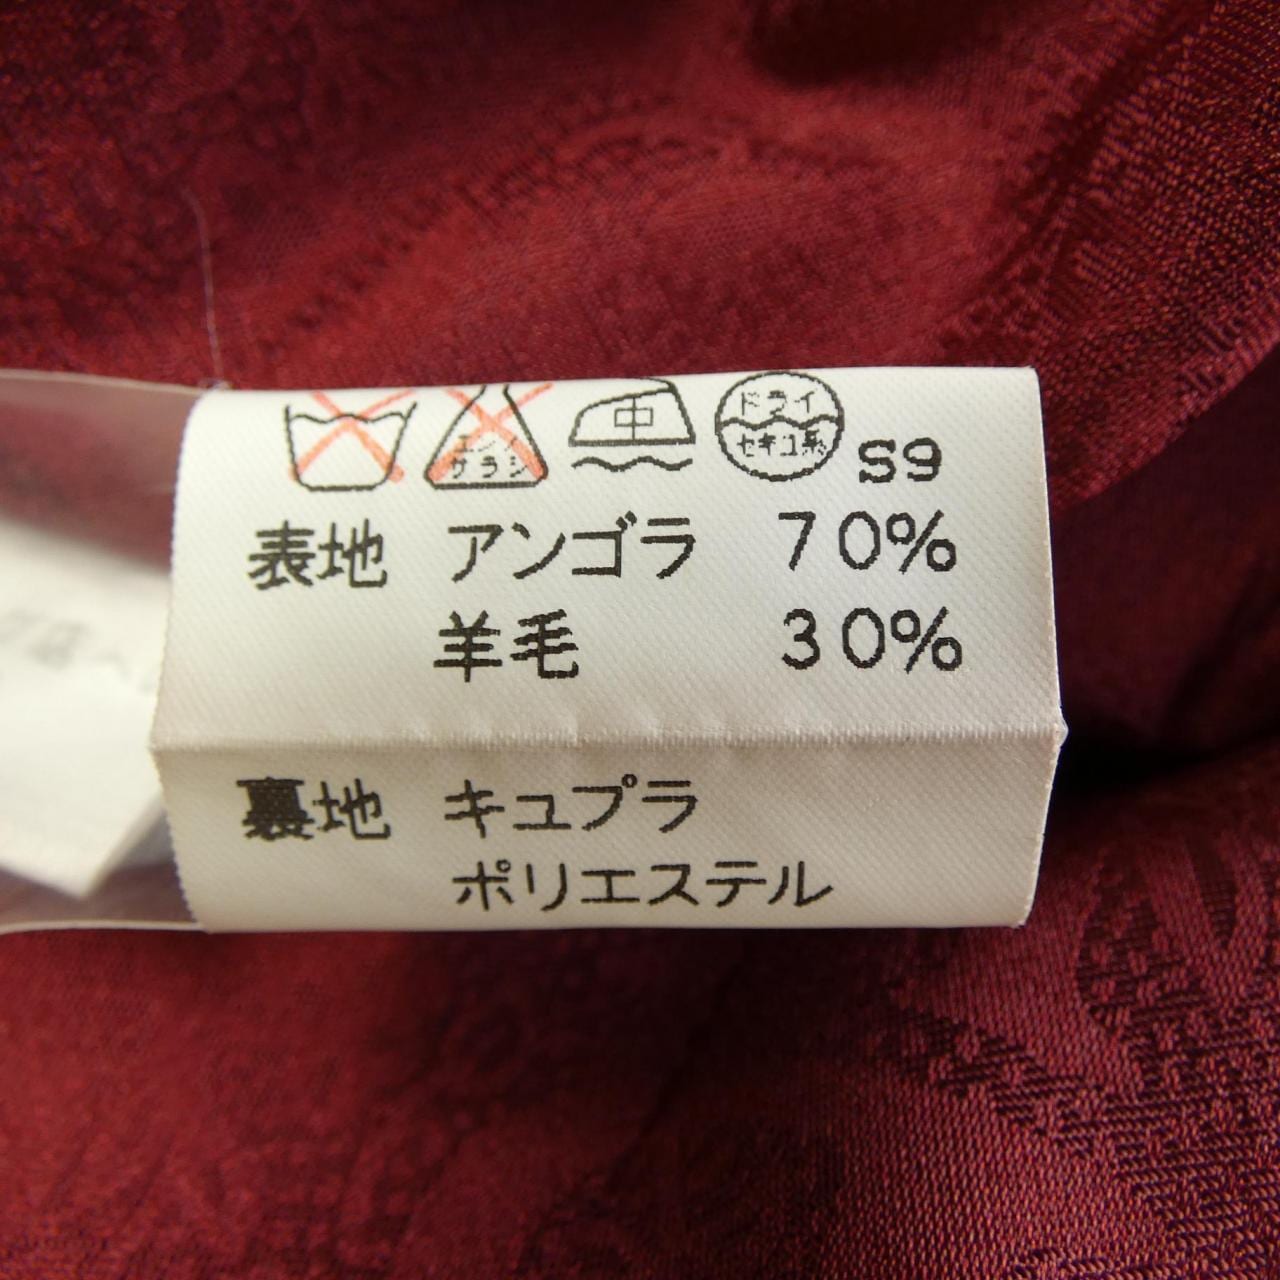 エンソ
サラシ
中
ドライ
セキユ系
S9
表地 アンゴラ 70%
羊毛 30%
裏地 キュプラ
ポリエステル